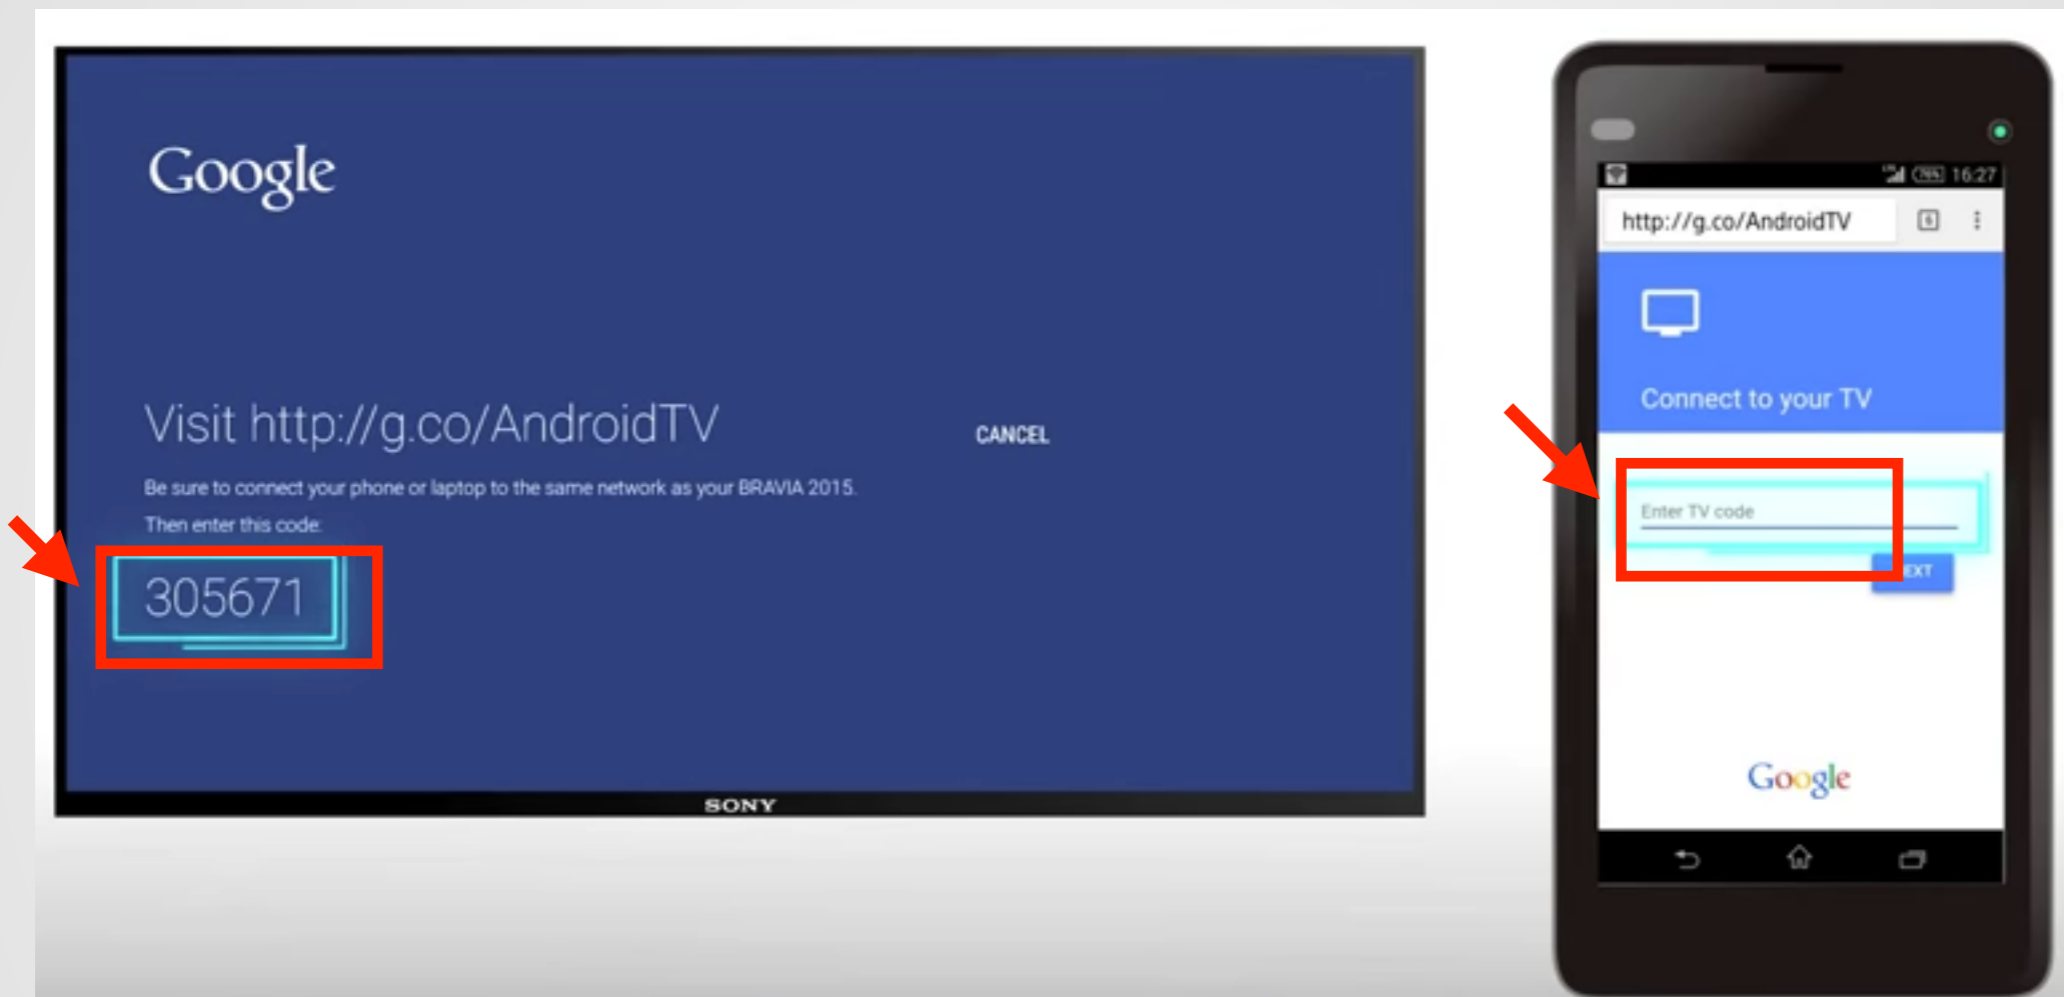 Google
Visit http://g.co/AndroidTV
CANCEL
Be sure to connect your phone or laptop to the same network as your BRAVIA 2015.
Then enter this code:
305671
SONY
16:27
http://g.co/AndroidTV
Connect to your TV
Enter TV code
Google